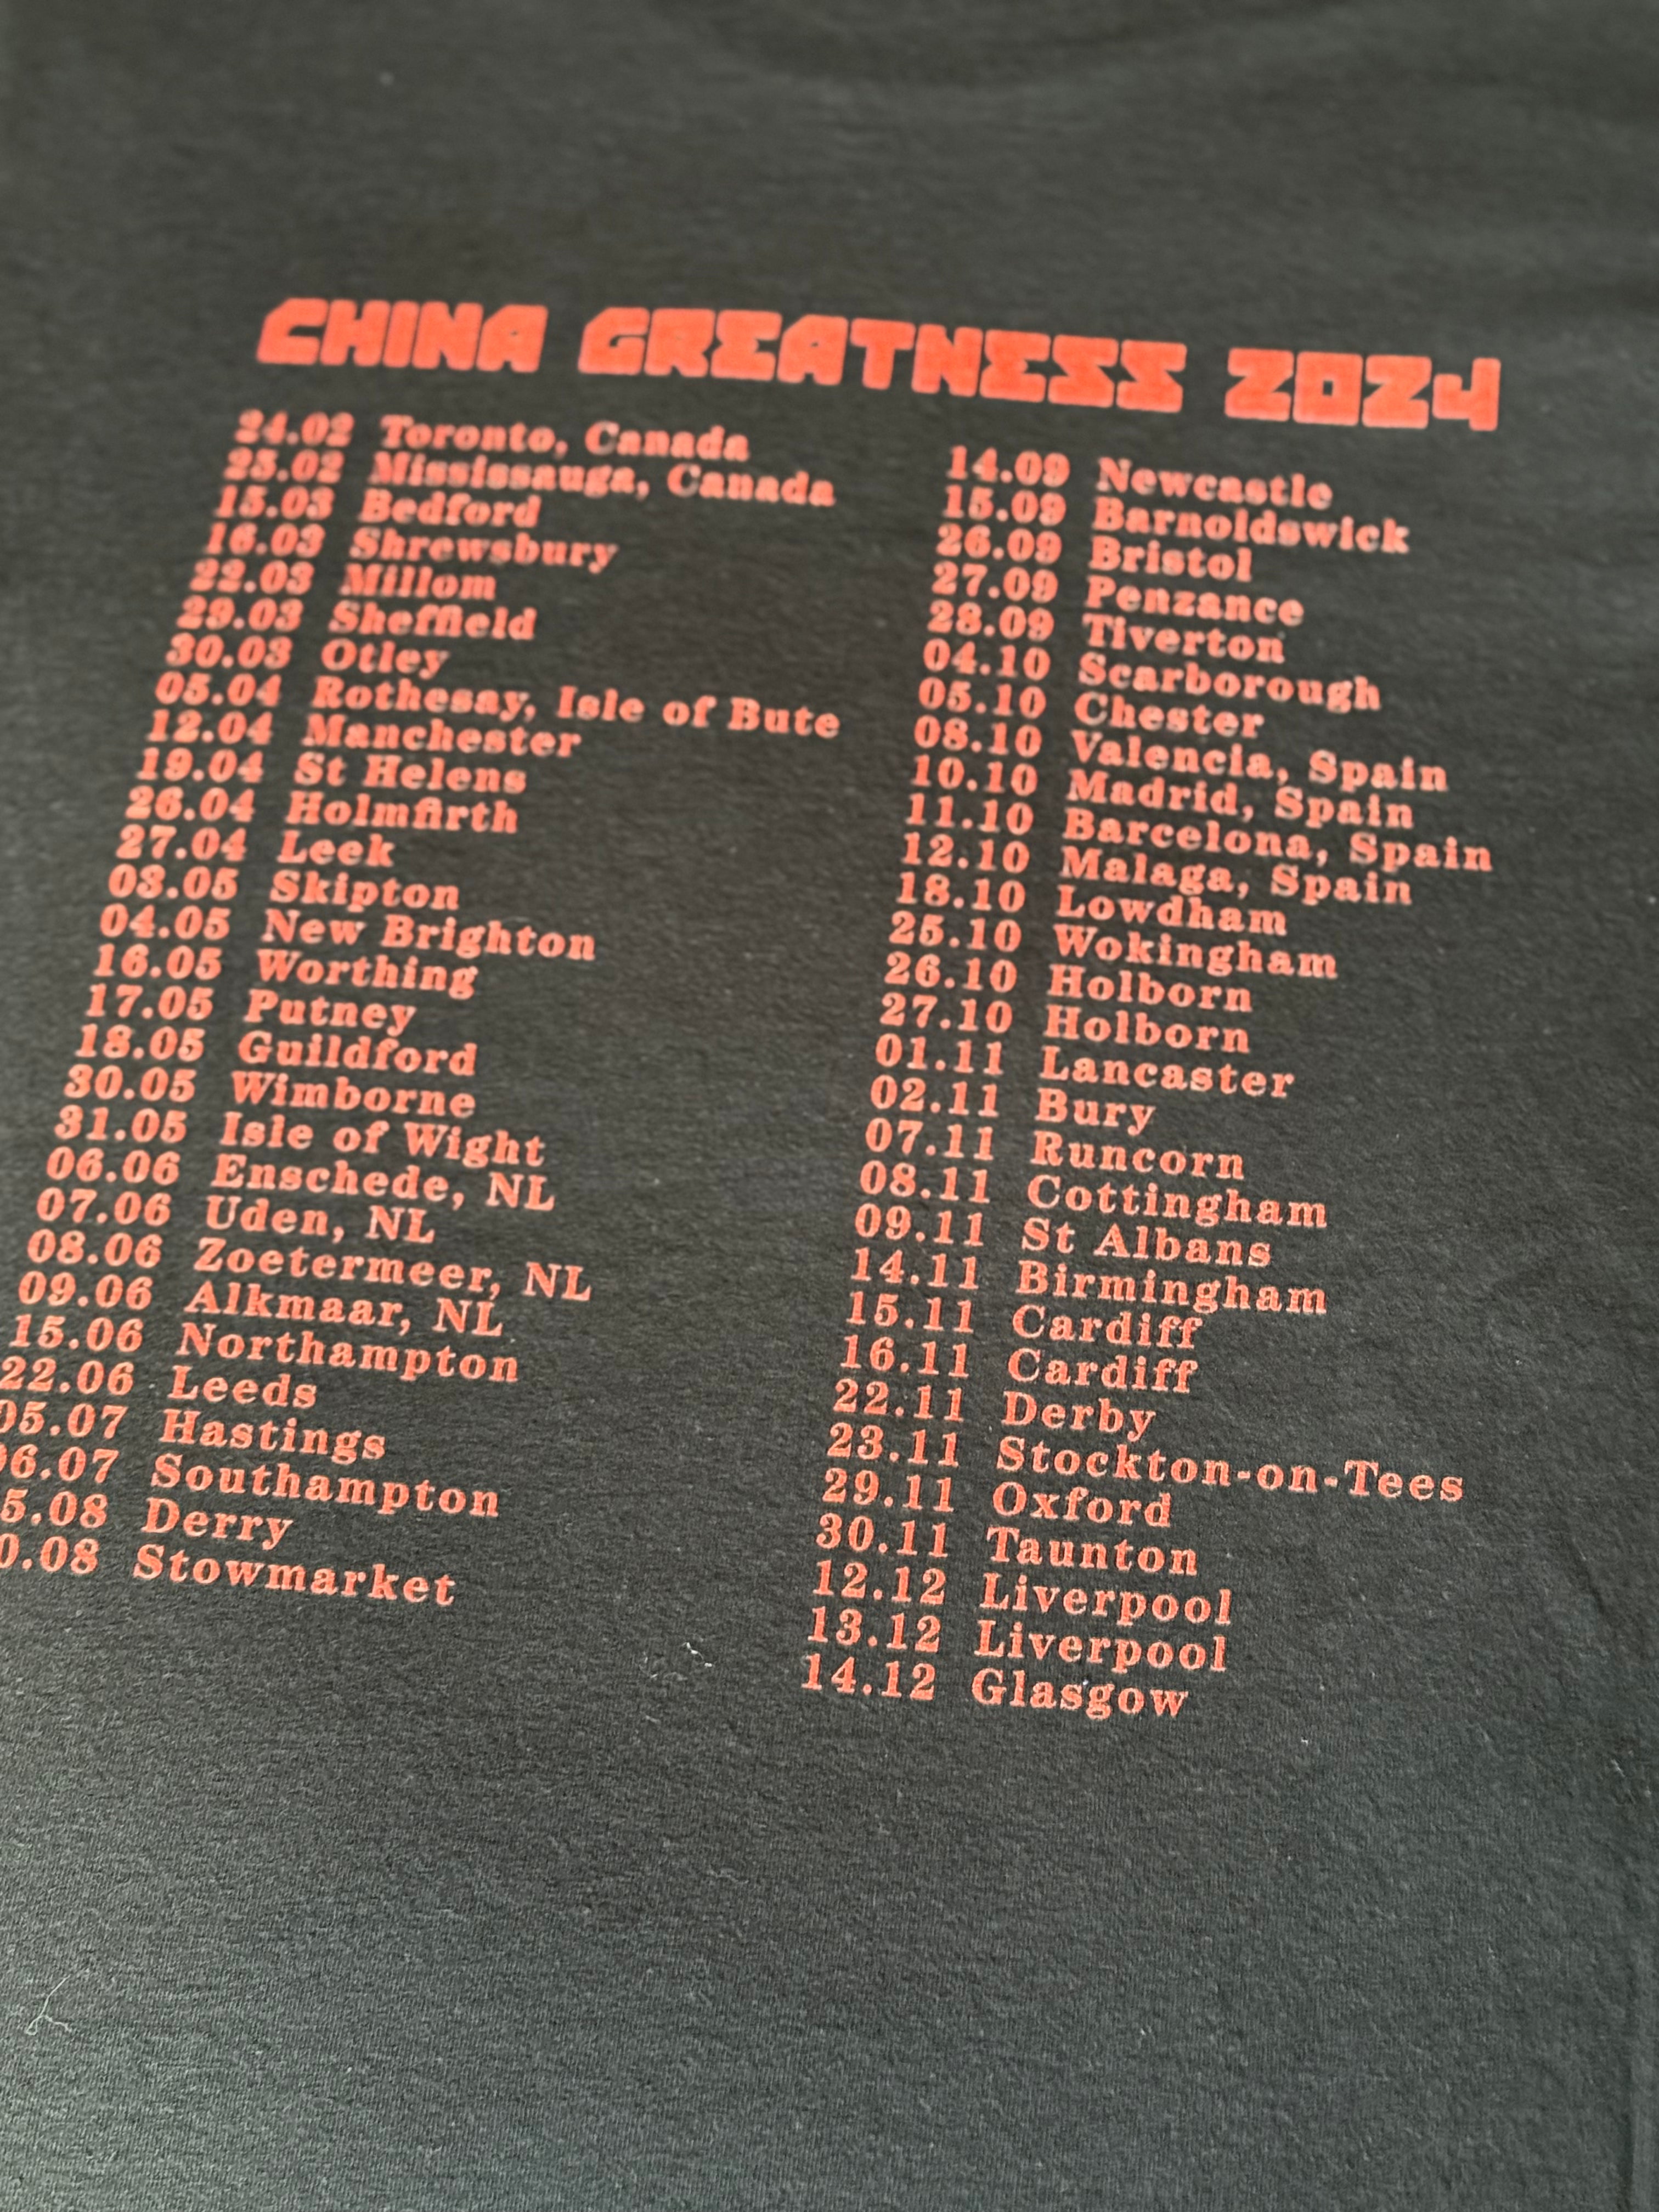 CHINA GREATNESS 2024
24.02 Toronto, Canada
25.02 Mississauga, Canada
15.03 Bedford
16.03 Shrewsbury
22.03 Millom
29.03 Sheffield
30.03 Otley
05.04 Rothesay, Isle of Bute
12.04 Manchester
19.04 St Helens
26.04 Holmfirth
27.04 Leek
03.05 Skipton
04.05 New Brighton
16.05 Worthing
17.05 Putney
18.05 Guildford
30.05 Wimborne
31.05 Isle of Wight
06.06 Enschede, NL
07.06 Uden, NL
08.06 Zoetermeer, NL
09.06 Alkmaar, NL
15.06 Northampton
22.06 Leeds
05.07 Hastings
06.07 Southampton
5.08 Derry
0.08 Stowmarket
14.09 Newcastle
15.09 Barnoldswick
26.09 Bristol
27.09 Penzance
28.09 Tiverton
04.10 Scarborough
05.10 Chester
08.10 Valencia, Spain
10.10 Madrid, Spain
11.10 Barcelona, Spain
12.10 Malaga, Spain
18.10 Lowdham
25.10 Wokingham
26.10 Holborn
27.10 Holborn
01.11 Lancaster
02.11 Bury
07.11 Runcorn
08.11 Cottingham
09.11 St Albans
14.11 Birmingham
15.11 Cardiff
16.11 Cardiff
22.11 Derby
23.11 Stockton-on-Tees
29.11 Oxford
30.11 Taunton
12.12 Liverpool
13.12 Liverpool
14.12 Glasgow